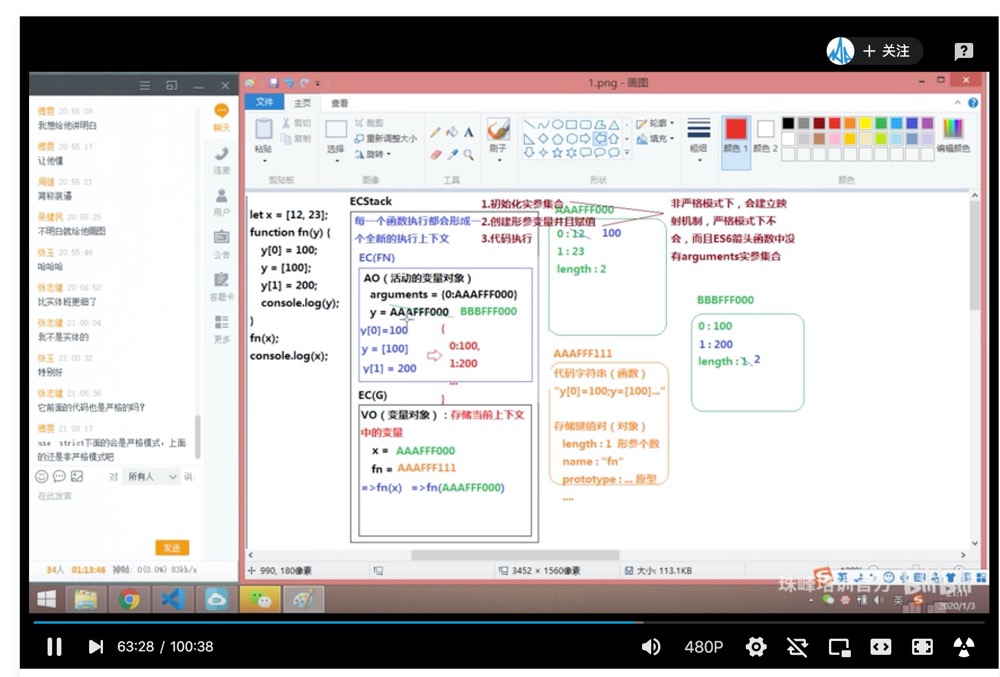 + 关注
1.png - 画图
文件 主页 查看
粘贴
剪切
复制
选择
裁剪
重新调整大小
旋转
刷子
轮廓
填充
粗细
颜色 1
颜色 2
编辑颜色
剪贴板 图像 工具 形状 颜色
20:55:09
我想给他讲明白
20:55:17
让他懂
20:55:21
简称装逼
吴健民 20:55:25
不明白就给他画图
张玉 20:55:46
哈哈哈
张志健 20:56:52
比实体班更细了
张志健 21:00:04
我不是实体的
张玉 21:00:32
特别好
张志健 21:05:36
它前面的代码也是严格的吗?
21:08:17
use strict下面的会是严格模式,上面
的还是非严格模式吧
对 所有人 说:
在此发言
发送
34人 01:13:46 掉帧: 0(0.0%) 83kb/s
聊天
连麦
用户
公告
答题卡
更多
let x = [12, 23];
function fn(y) {
y[0] = 100;
y = [100];
y[1] = 200;
console.log(y);
}
fn(x);
console.log(x);
ECStack
每一个函数执行都会形成一
个全新的执行上下文
EC(FN)
AO(活动的变量对象)
arguments = {0:AAAFFF000}
y = AAAFFF000 BBBFFF000
y[0]=100
y = [100]
y[1] = 200
{
0:100,
1:200
...
}
EC(G)
VO(变量对象):存储当前上下文
中的变量
x = AAAFFF000
fn = AAAFFF111
=>fn(x) =>fn(AAAFFF000)
1.初始化实参集合
2.创建形参变量并且赋值
3.代码执行
AAAFFF000
0 : 12 100
1 : 23
length : 2
AAAFFF111
代码字符串(函数)
"y[0]=100;y=[100]..."
存储键值对(对象)
length : 1 形参个数
name : "fn"
prototype : ... 原型
....
非严格模式下,会建立映
射机制,严格模式下不
会,而且ES6箭头函数中没
有arguments实参集合
BBBFFF000
0 : 100
1 : 200
length : 1 2
990, 180像素
3452 × 1560像素
大小: 113.1KB
珠峰培训官方 bilibili
英
2020/1/3
63:28 / 100:38
480P